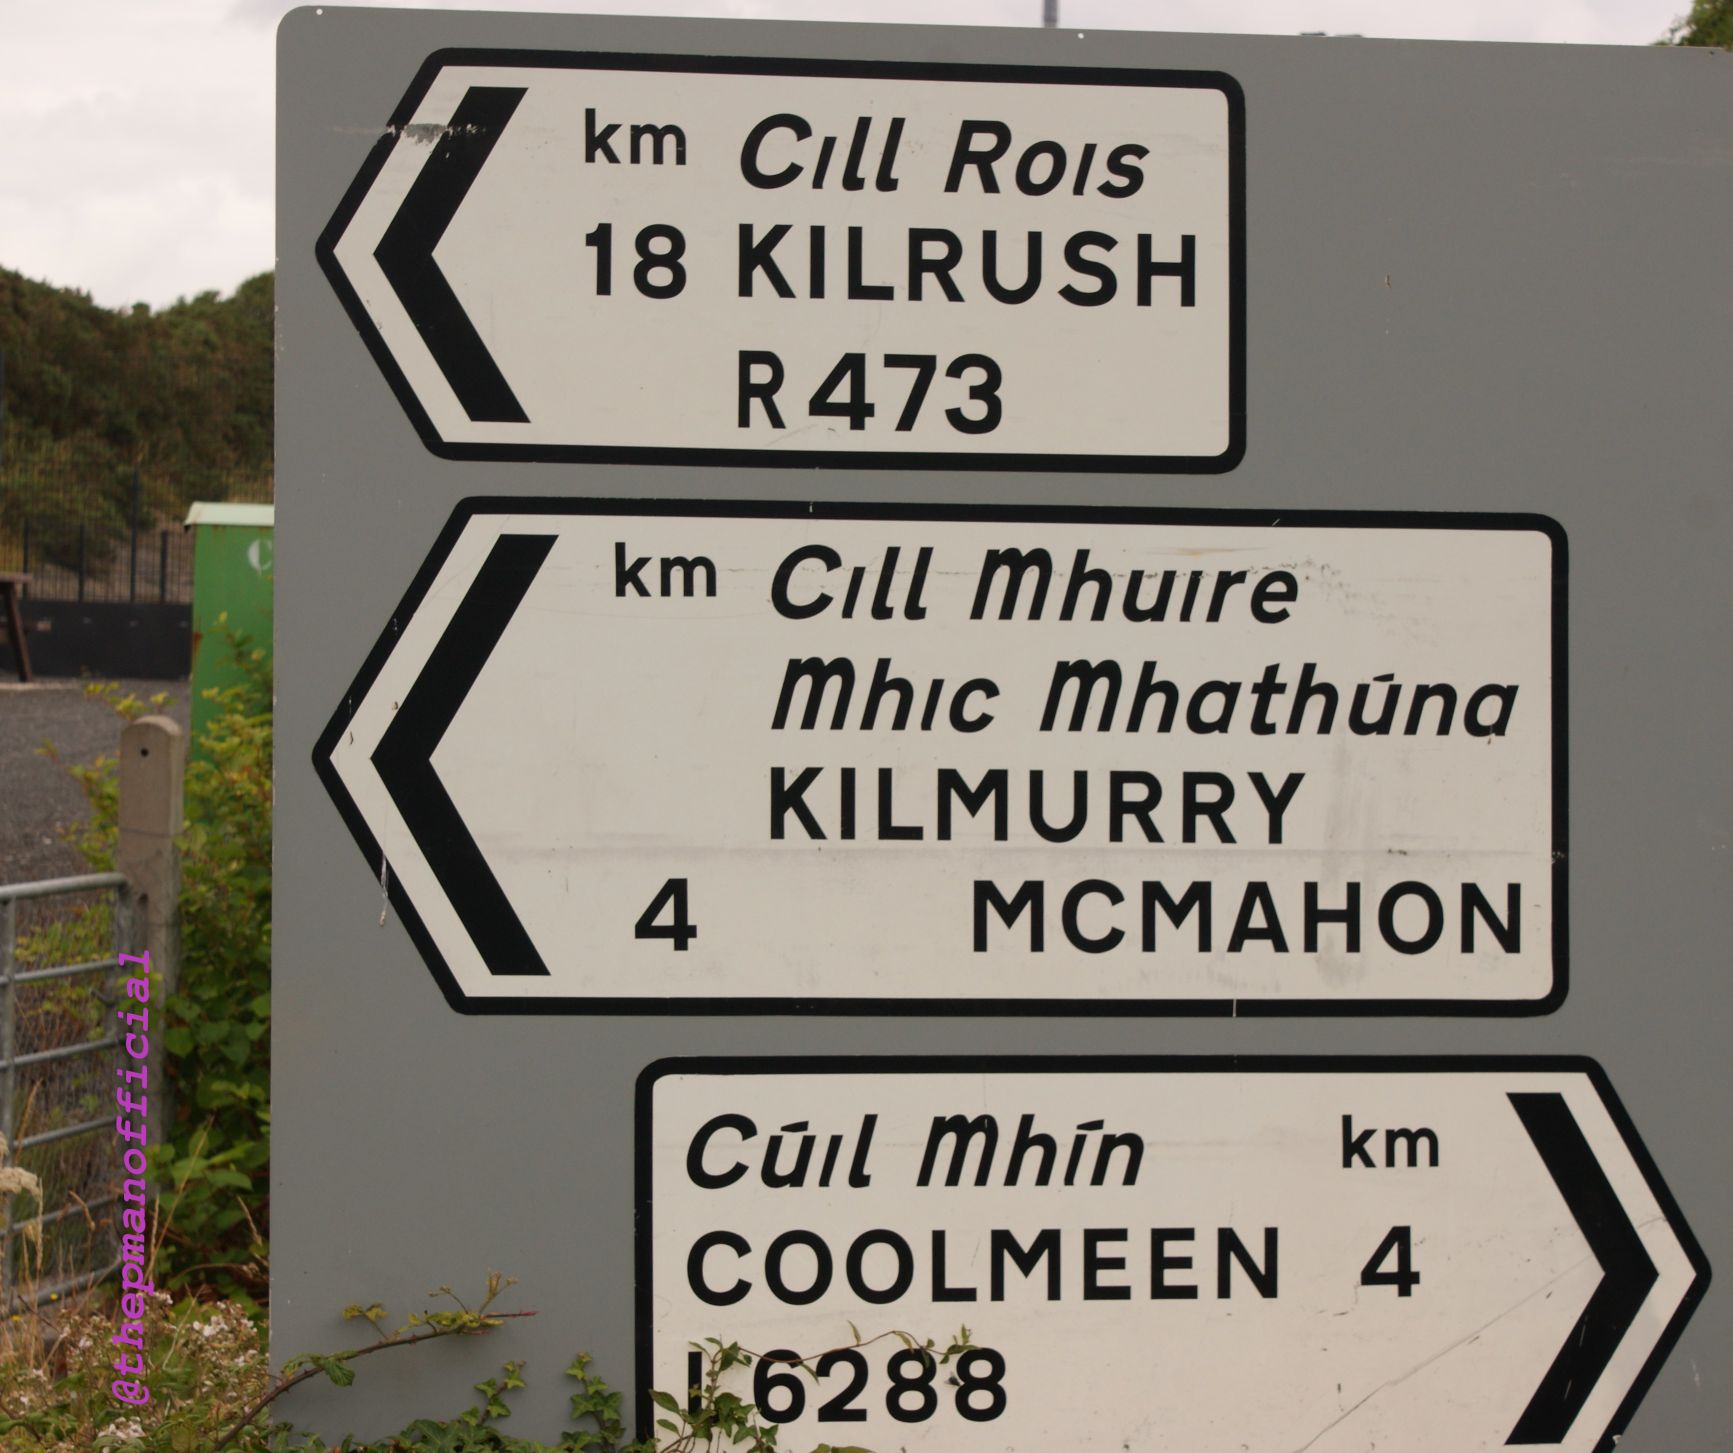 km Cıll Roıs
18 KILRUSH
R473
km Cıll Mhuıre
Mhıc Mhathúna
KILMURRY
4 MCMAHON
Cúıl Mhín km
COOLMEEN 4
L6288
@thepmanofficial